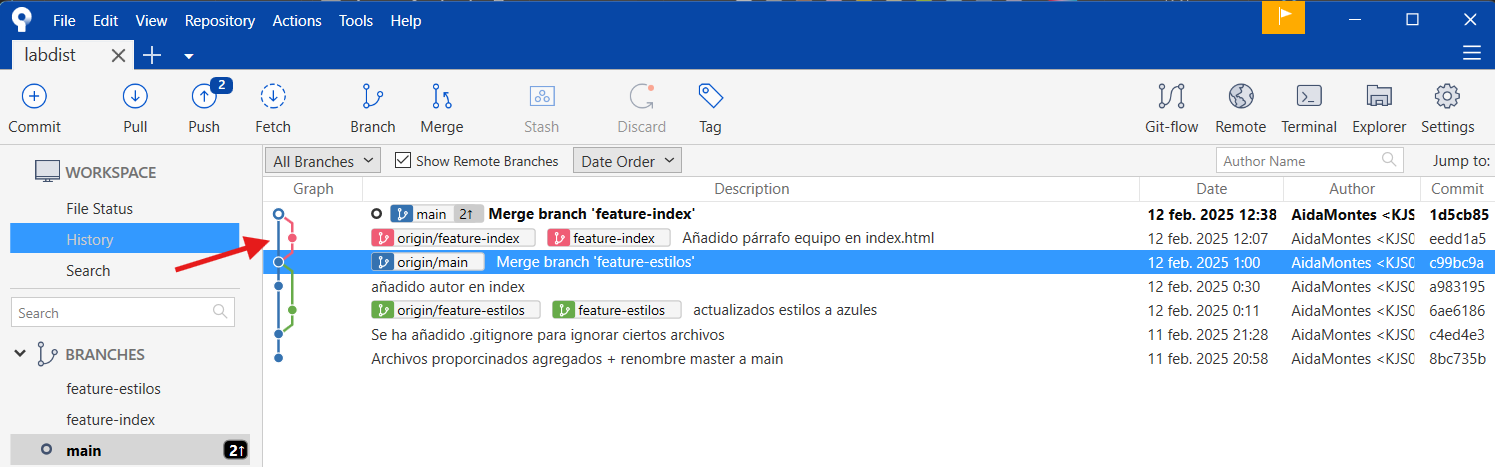 File Edit View Repository Actions Tools Help
labdist
2
Commit Pull Push Fetch Branch Merge Stash Discard Tag Git-flow Remote Terminal Explorer Settings
WORKSPACE
File Status
History
Search
Search
BRANCHES
feature-estilos
feature-index
main 2↑
All Branches Show Remote Branches Date Order Author Name Jump to:
Graph Description Date Author Commit
main 2↑ Merge branch 'feature-index' 12 feb. 2025 12:38 AidaMontes <KJS 1d5cb85
origin/feature-index feature-index Añadido párrafo equipo en index.html 12 feb. 2025 12:07 AidaMontes <KJS0 eedd1a5
origin/main Merge branch 'feature-estilos' 12 feb. 2025 1:00 AidaMontes <KJS0 c99bc9a
añadido autor en index 12 feb. 2025 0:30 AidaMontes <KJS0 a983195
origin/feature-estilos feature-estilos actualizados estilos a azules 12 feb. 2025 0:11 AidaMontes <KJS0 6ae6186
Se ha añadido .gitignore para ignorar ciertos archivos 11 feb. 2025 21:28 AidaMontes <KJS0 c4ed4e3
Archivos proporcinados agregados + renombre master a main 11 feb. 2025 20:58 AidaMontes <KJS0 8bc735b